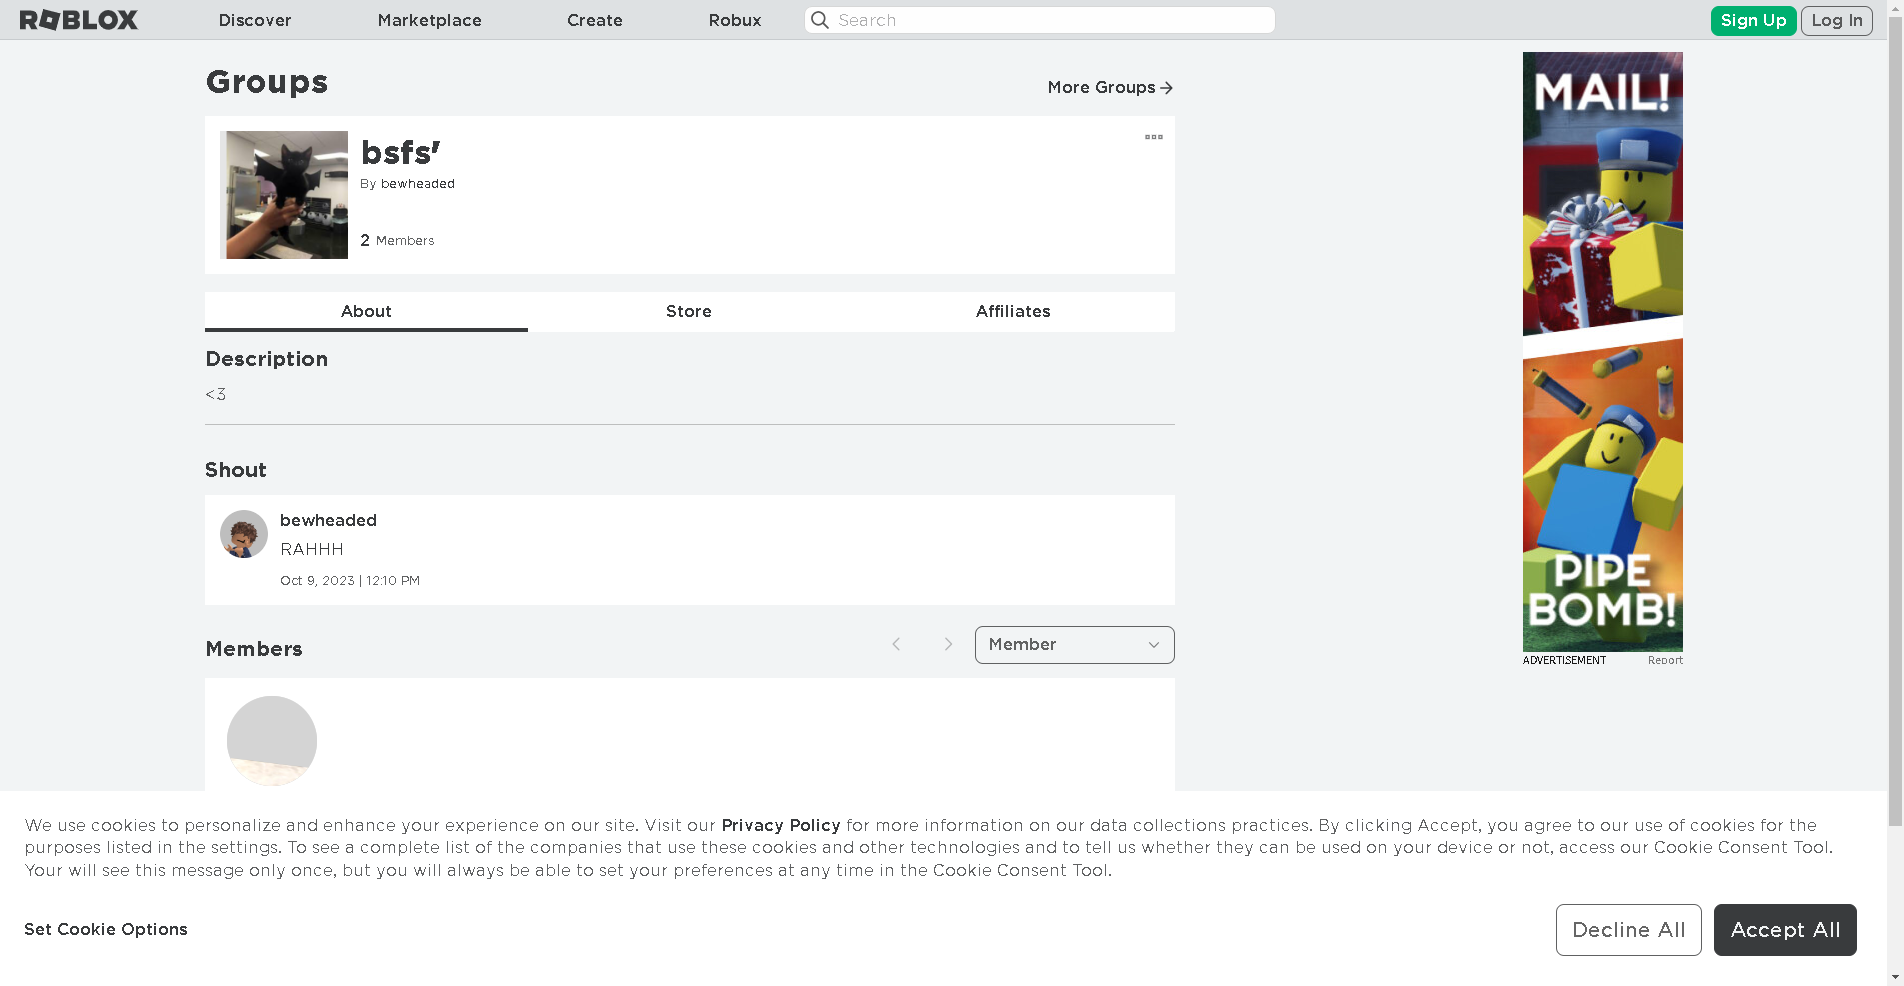 ROBLOX Discover Marketplace Create Robux Search Sign Up Log In
Groups
More Groups
bsfs'
By bewheaded
2 Members
About Store Affiliates
Description
<3
Shout
bewheaded
RAHHH
Oct 9, 2023 | 12:10 PM
Members
Member
MAIL!
PIPE
BOMB!
ADVERTISEMENT Report
We use cookies to personalize and enhance your experience on our site. Visit our Privacy Policy for more information on our data collections practices. By clicking Accept, you agree to our use of cookies for the
purposes listed in the settings. To see a complete list of the companies that use these cookies and other technologies and to tell us whether they can be used on your device or not, access our Cookie Consent Tool.
Your will see this message only once, but you will always be able to set your preferences at any time in the Cookie Consent Tool.
Set Cookie Options
Decline All
Accept All